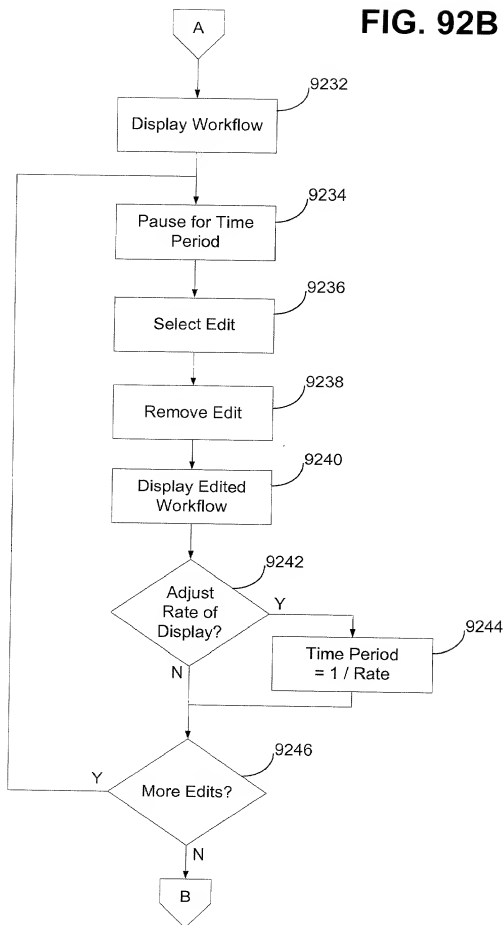 FIG. 92B
A
9232
Display Workflow
9234
Pause for Time
Period
9236
Select Edit
9238
Remove Edit
9240
Display Edited
Workflow
9242
Adjust
Rate of
Display?
Y
9244
Time Period
= 1 / Rate
N
9246
Y
More Edits?
N
B